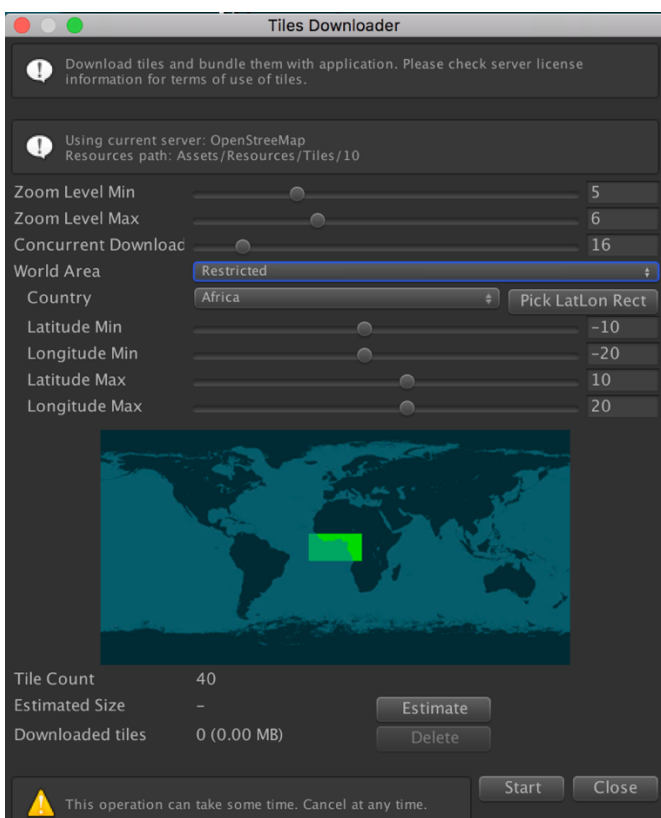 Tiles Downloader
Download tiles and bundle them with application. Please check server license
information for terms of use of tiles.
Using current server: OpenStreeMap
Resources path: Assets/Resources/Tiles/10
Zoom Level Min 5
Zoom Level Max 6
Concurrent Download 16
World Area Restricted
Country Africa Pick LatLon Rect
Latitude Min -10
Longitude Min -20
Latitude Max 10
Longitude Max 20
Tile Count 40
Estimated Size - Estimate
Downloaded tiles 0 (0.00 MB) Delete
Start Close
This operation can take some time. Cancel at any time.